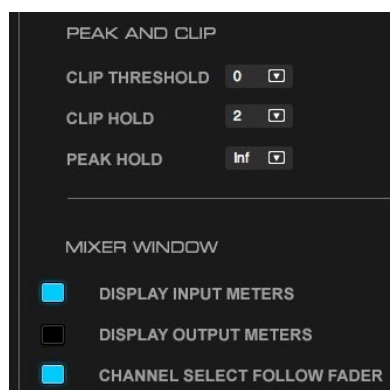 PEAK AND CLIP
CLIP THRESHOLD 0
CLIP HOLD 2
PEAK HOLD Inf
MIXER WINDOW
DISPLAY INPUT METERS
DISPLAY OUTPUT METERS
CHANNEL SELECT FOLLOW FADER